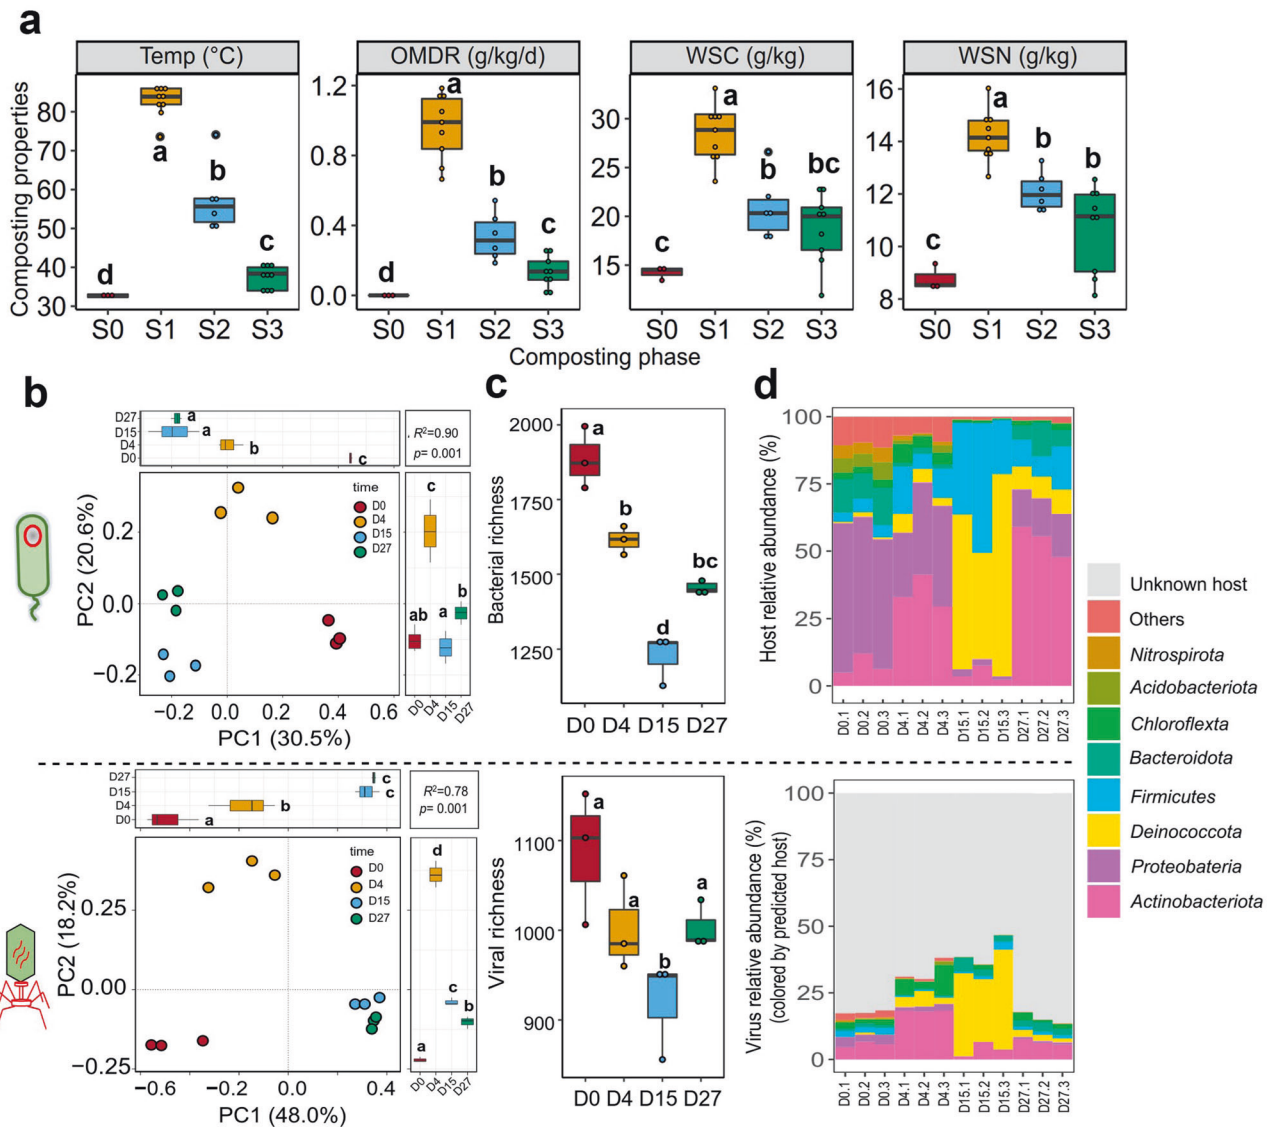 a
Temp (°C)
OMDR (g/kg/d)
WSC (g/kg)
WSN (g/kg)
Composting properties
80
70
60
50
40
30
d
a
b
c
S0 S1 S2 S3
1.2
0.8
0.4
0.0
d
a
b
c
S0 S1 S2 S3
30
25
20
15
c
a
b
bc
S0 S1 S2 S3
16
14
12
10
8
c
a
b
b
S0 S1 S2 S3
Composting phase
b
D27
D15
D4
D0
a
a
b
c
R²=0.90
p= 0.001
PC2 (20.6%)
0.2
0.0
−0.2
time
D0
D4
D15
D27
−0.2 0.0 0.2 0.4 0.6
PC1 (30.5%)
ab
c
a
b
D0
D4
D15
D27
D27
D15
D4
D0
c
c
b
a
R²=0.78
p= 0.001
PC2 (18.2%)
0.25
0.00
−0.25
time
D0
D4
D15
D27
−0.6 −0.4 0.0 0.4
PC1 (48.0%)
a
d
c
b
D0
D4
D15
D27
c
Bacterial richness
2000
1750
1500
1250
a
b
d
bc
D0 D4 D15 D27
Viral richness
1100
1000
900
a
a
b
a
D0 D4 D15 D27
d
Host relative abundance (%)
100
75
50
25
0
D0.1
D0.2
D0.3
D4.1
D4.2
D4.3
D15.1
D15.2
D15.3
D27.1
D27.2
D27.3
Virus relative abundance (%)
(colored by predicted host)
100
75
50
25
0
D0.1
D0.2
D0.3
D4.1
D4.2
D4.3
D15.1
D15.2
D15.3
D27.1
D27.2
D27.3
Unknown host
Others
Nitrospirota
Acidobacteriota
Chloroflexta
Bacteroidota
Firmicutes
Deinococcota
Proteobateria
Actinobacteriota